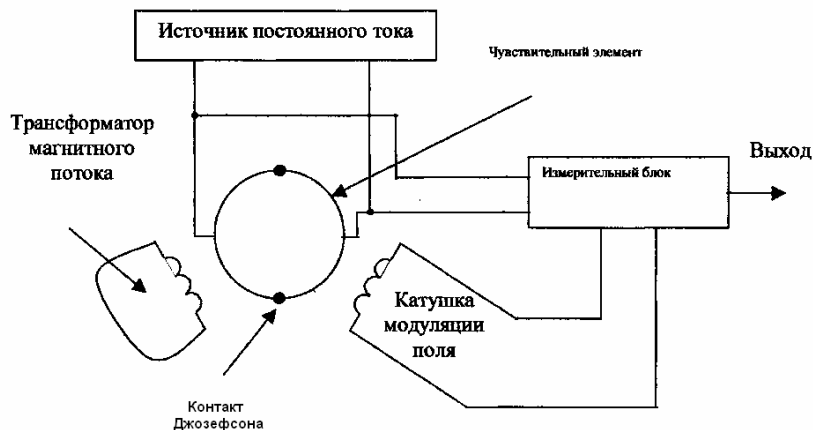 Источник постоянного тока
Чувствительный элемент
Трансформатор
магнитного
потока
Выход
Измерительный блок
Катушка
модуляции
поля
Контакт
Джозефсона